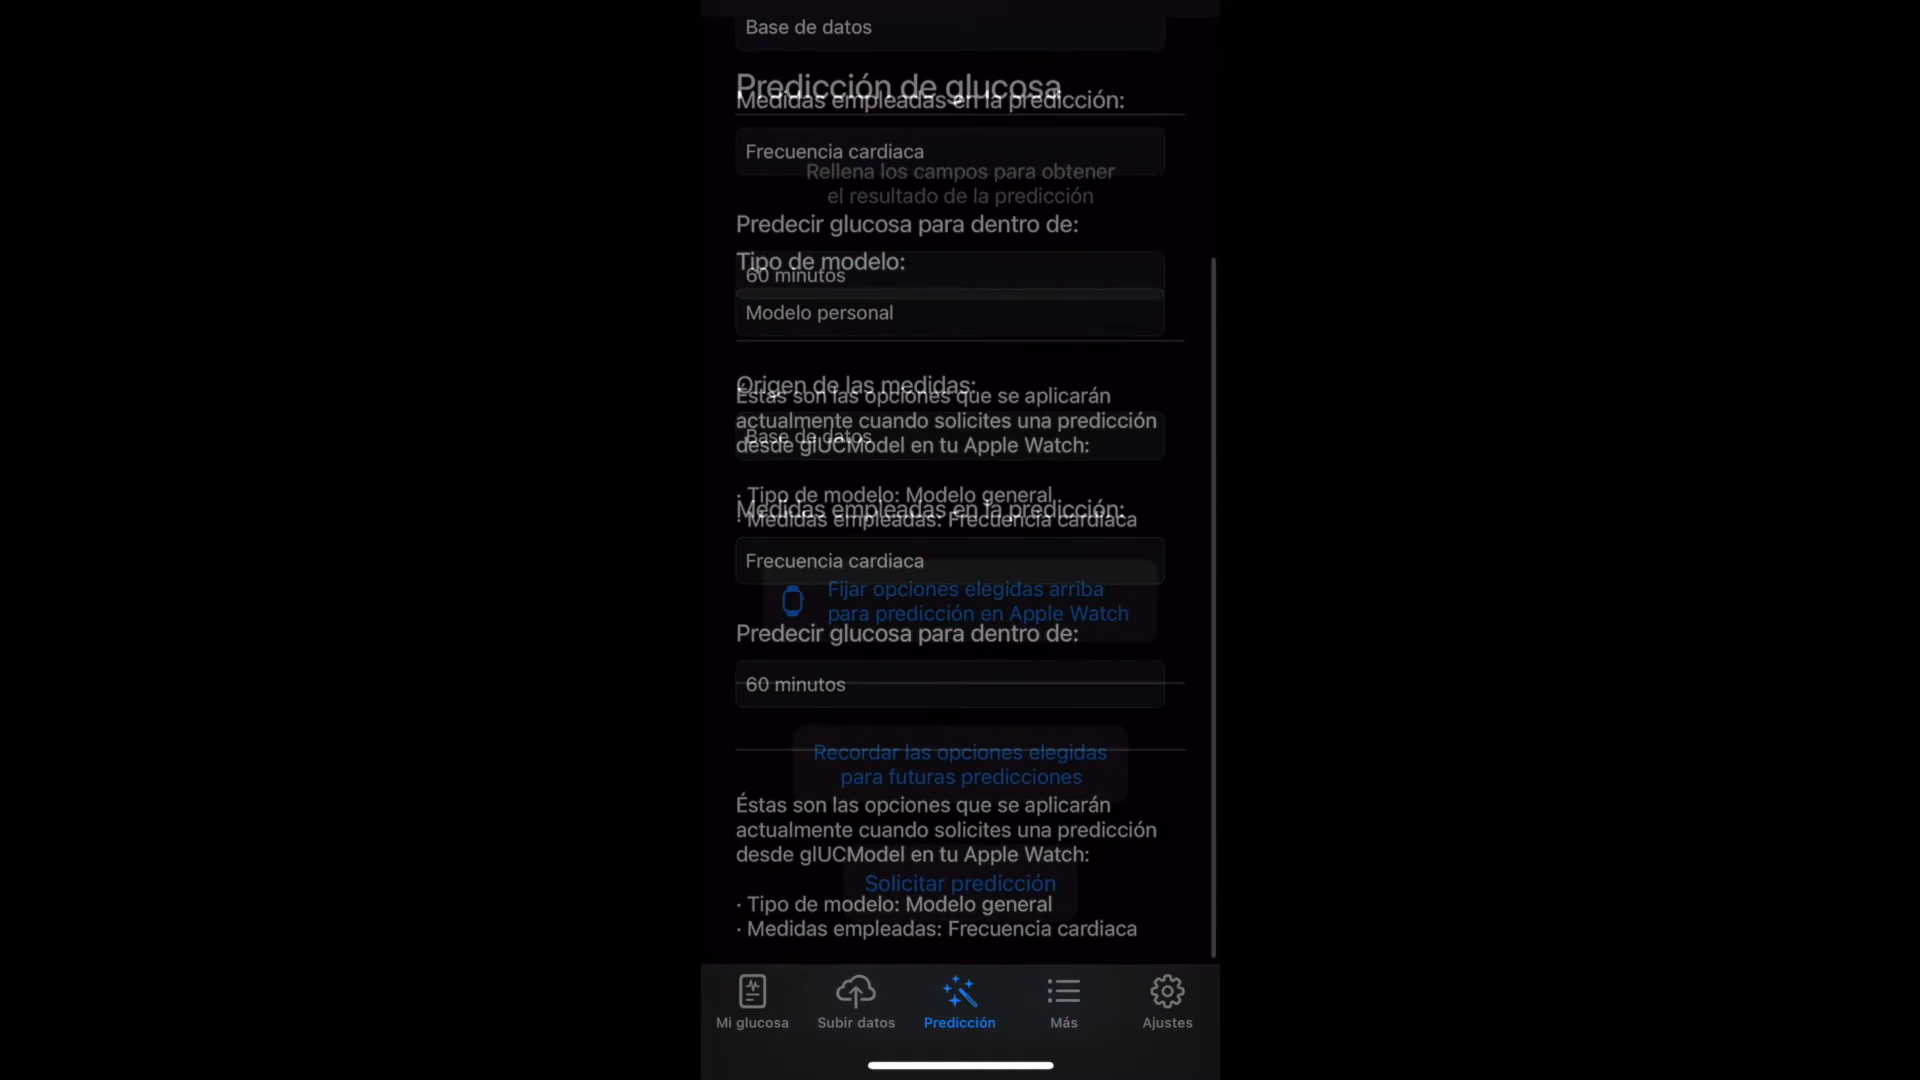 Base de datos
Predicción de glucosa
Medidas empleadas en la predicción:
Frecuencia cardiaca
Rellena los campos para obtener
el resultado de la predicción
Predecir glucosa para dentro de:
Tipo de modelo:
60 minutos
Modelo personal
Origen de las medidas:
Éstas son las opciones que se aplicarán
actualmente cuando solicites una predicción
Base de datos
desde glUCModel en tu Apple Watch:
· Tipo de modelo: Modelo general
Medidas empleadas en la predicción:
· Medidas empleadas: Frecuencia cardiaca
Frecuencia cardiaca
Fijar opciones elegidas arriba
para predicción en Apple Watch
Predecir glucosa para dentro de:
60 minutos
Recordar las opciones elegidas
para futuras predicciones
Éstas son las opciones que se aplicarán
actualmente cuando solicites una predicción
desde glUCModel en tu Apple Watch:
Solicitar predicción
· Tipo de modelo: Modelo general
· Medidas empleadas: Frecuencia cardiaca
Mi glucosa
Subir datos
Predicción
Más
Ajustes